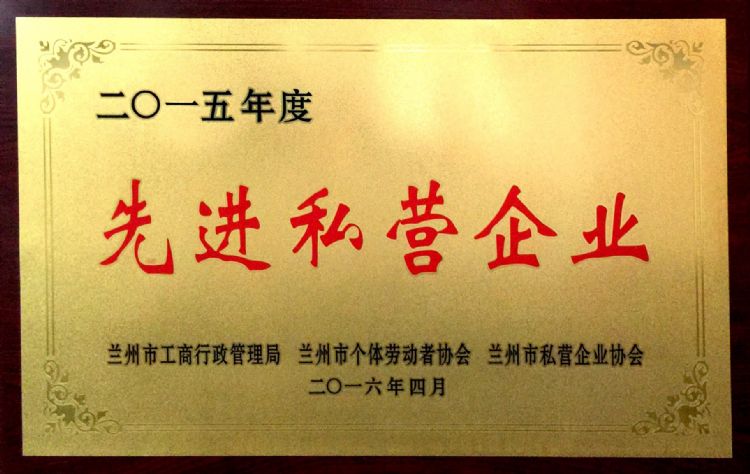 二〇一五年度
先进私营企业
兰州市工商行政管理局 兰州市个体劳动者协会 兰州市私营企业协会
二〇一六年四月